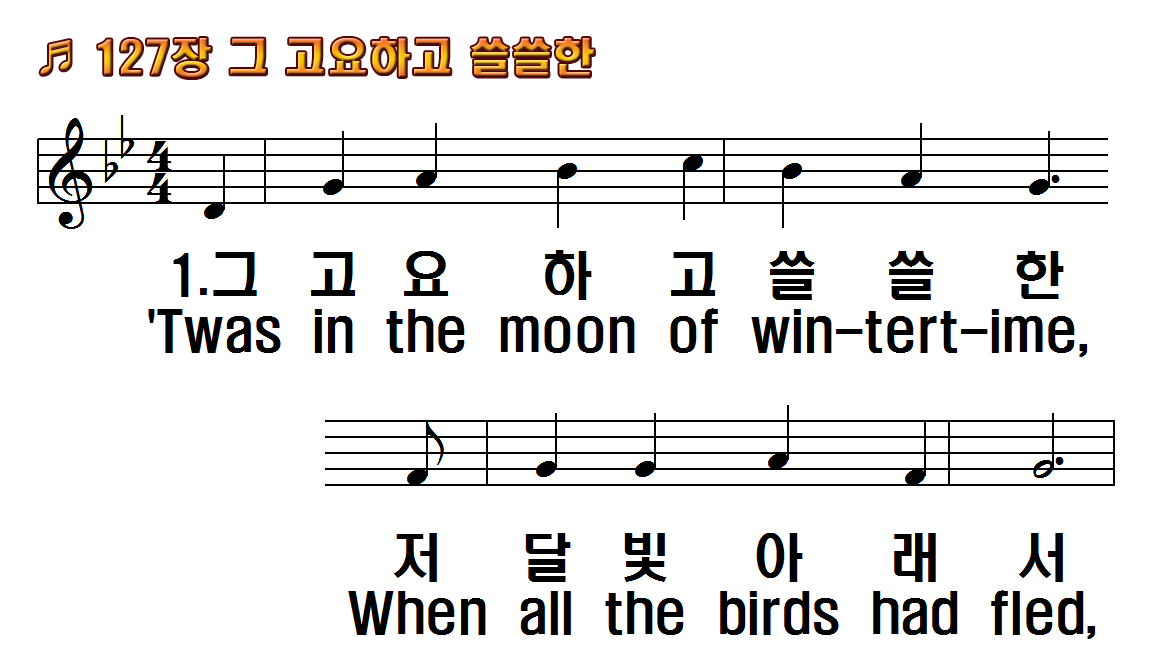 127장 그 고요하고 쓸쓸한
4
4
1.그 고 요 하 고 쓸 쓸 한
'Twas in the moon of win-tert-ime,
저 달 빛 아 래 서
When all the birds had fled,